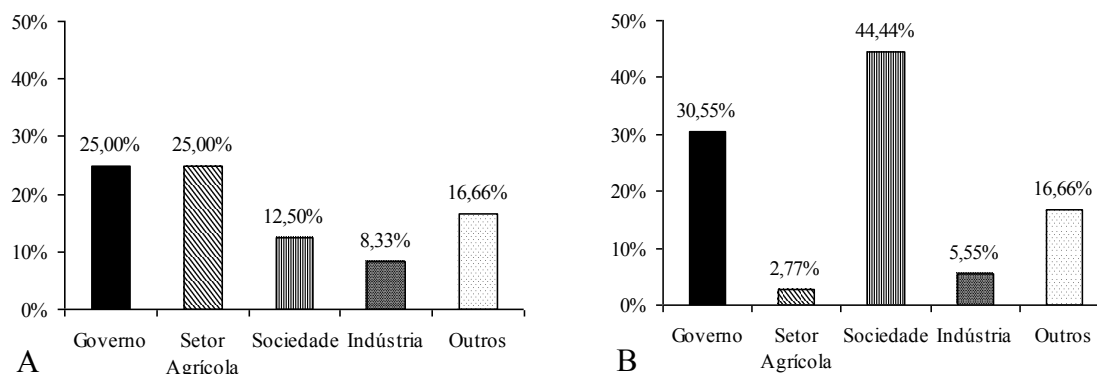 50%
40%
30%
20%
10%
0%
25,00%
25,00%
12,50%
8,33%
16,66%
Governo
Setor
Agrícola
Sociedade
Indústria
Outros
A
50%
40%
30%
20%
10%
0%
30,55%
2,77%
44,44%
5,55%
16,66%
Governo
Setor
Agrícola
Sociedade
Indústria
Outros
B